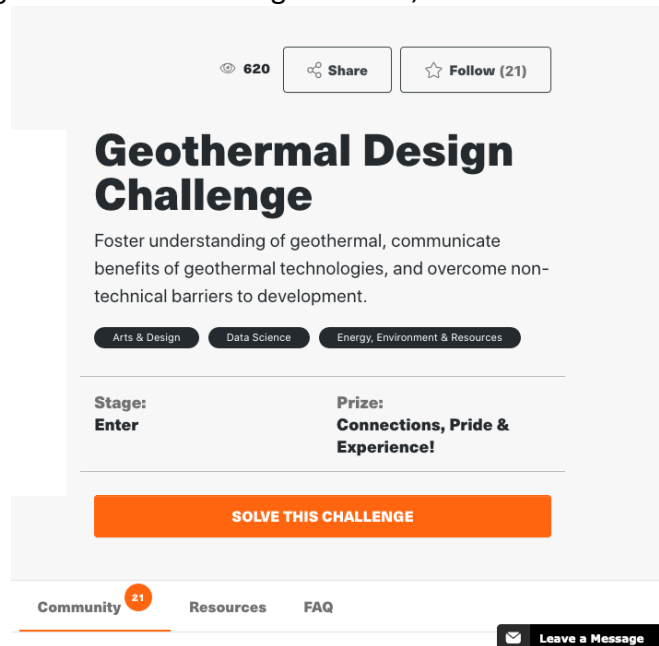 620
Share
Follow (21)
Geothermal Design
Challenge
Foster understanding of geothermal, communicate
benefits of geothermal technologies, and overcome non-
technical barriers to development.
Arts & Design
Data Science
Energy, Environment & Resources
Stage:
Enter
Prize:
Connections, Pride &
Experience!
SOLVE THIS CHALLENGE
Community 21
Resources
FAQ
Leave a Message